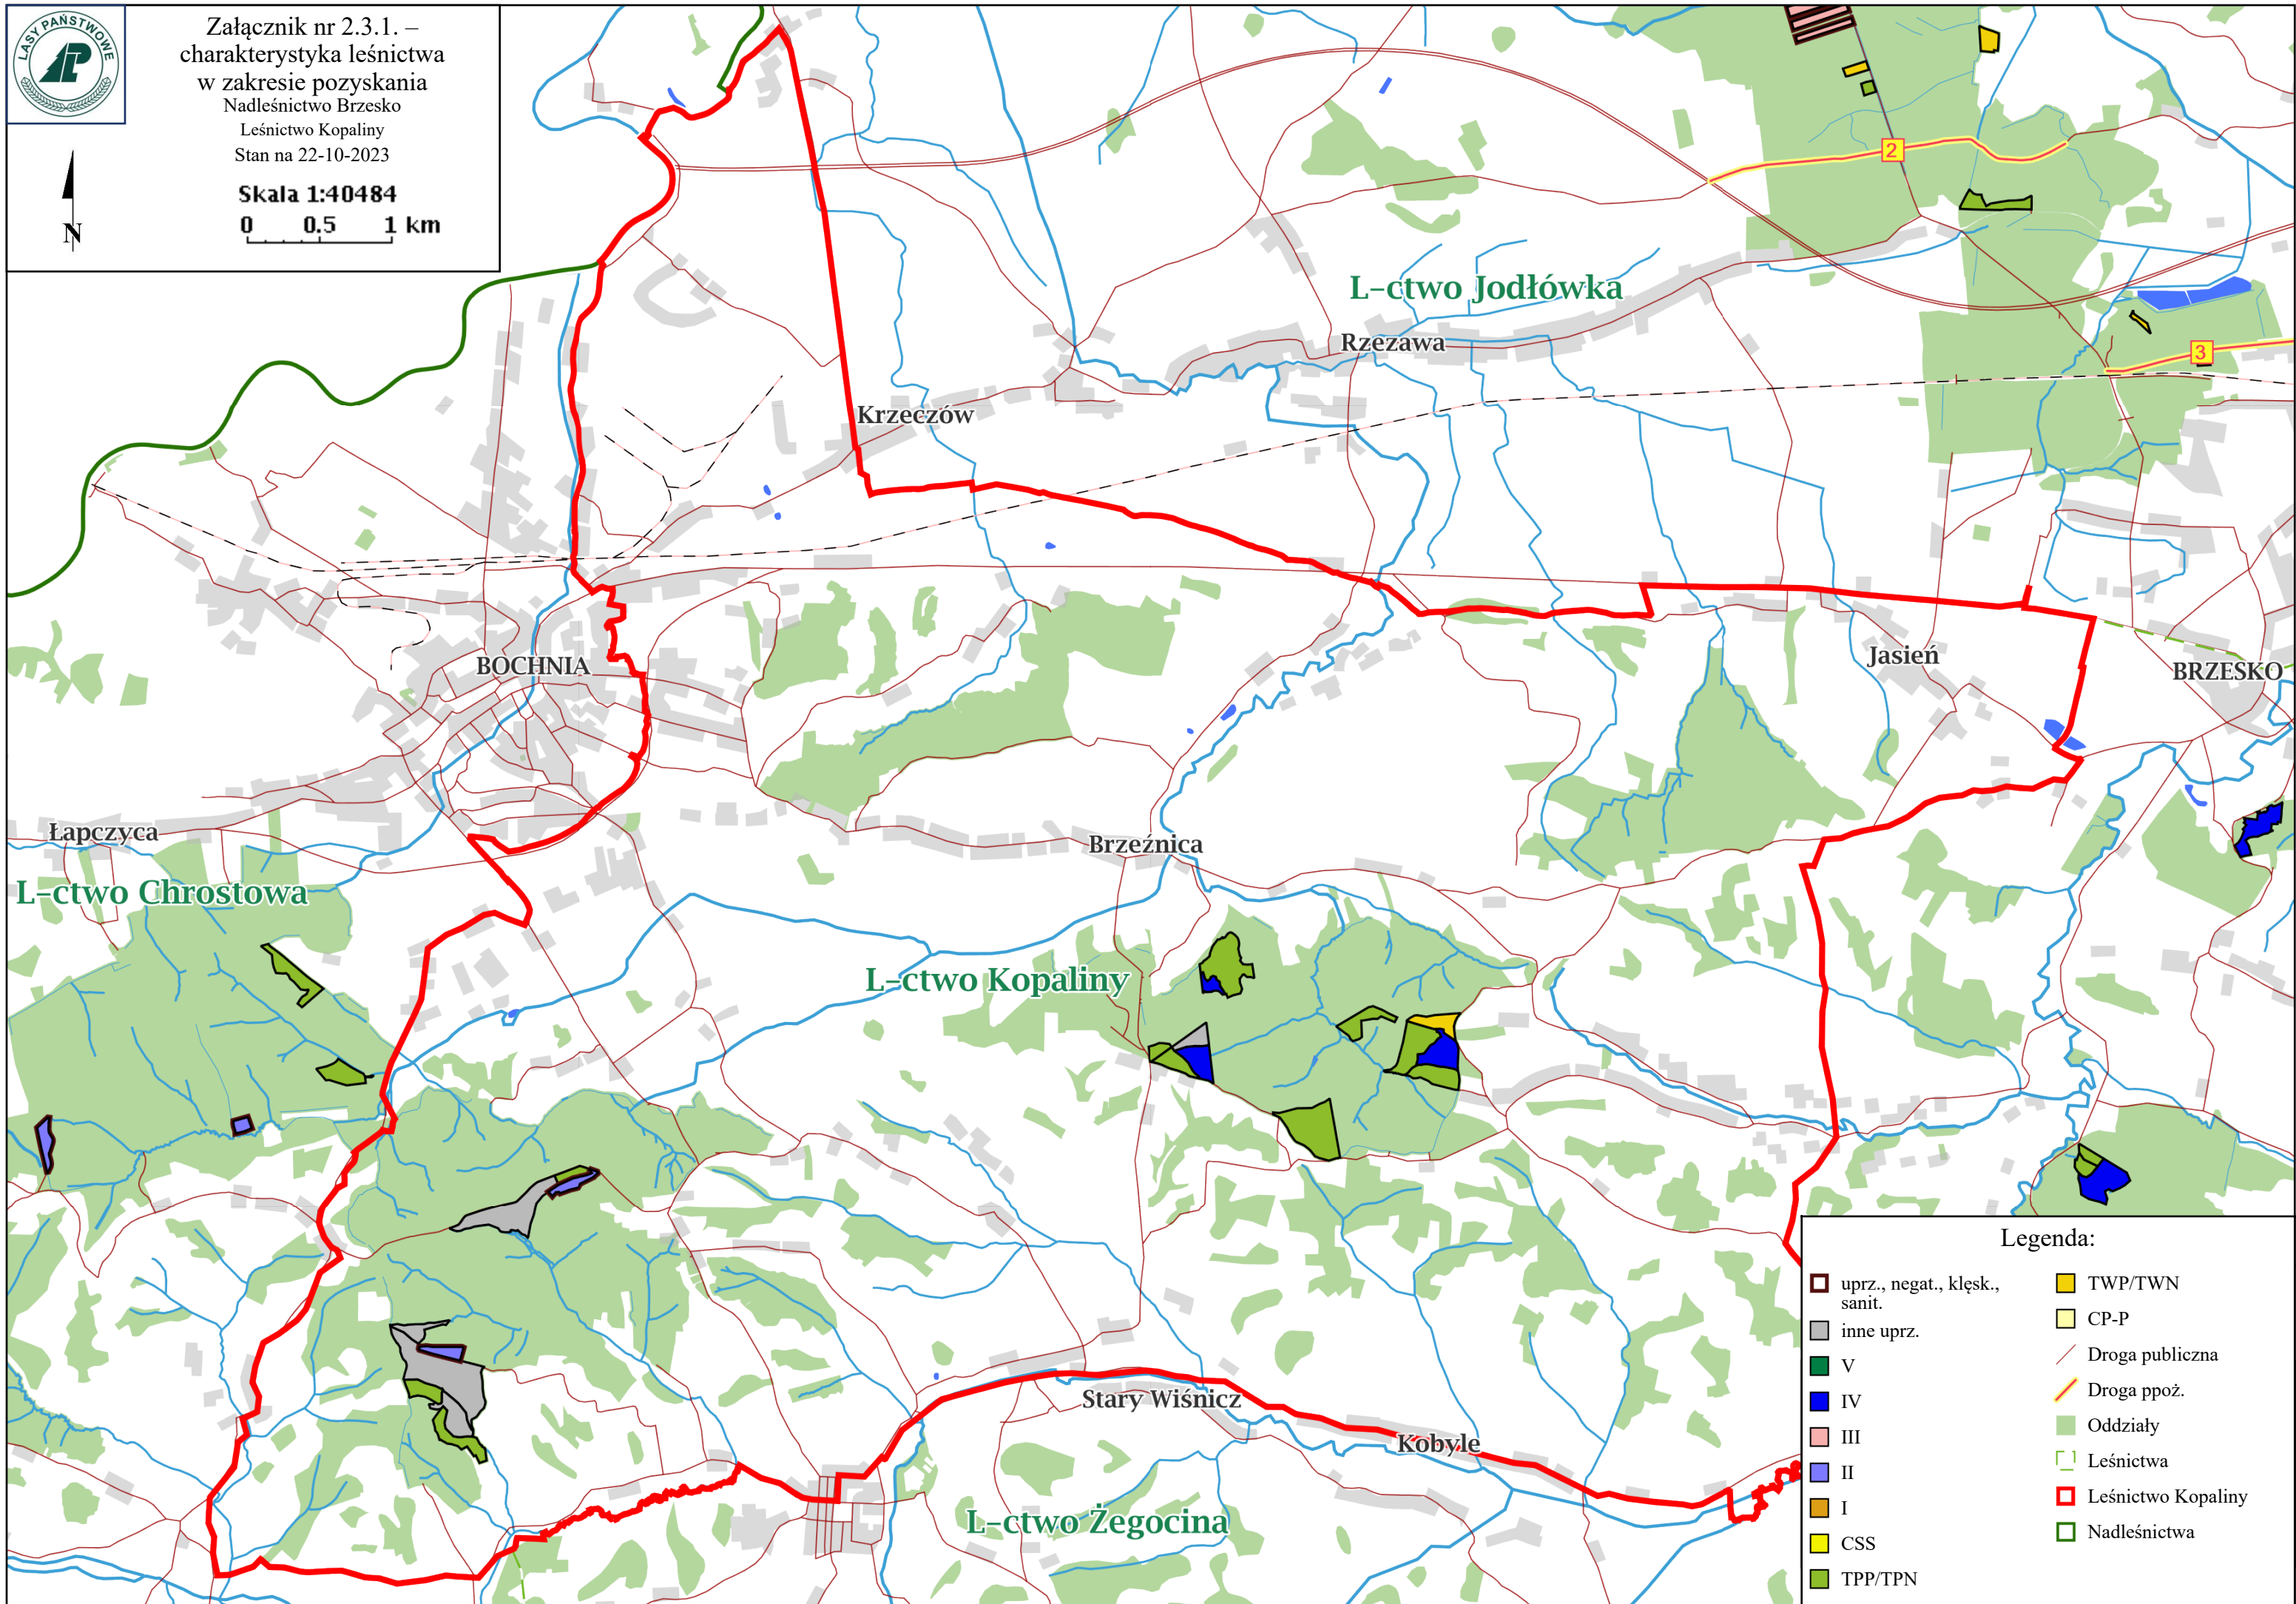 LASY PAŃSTWOWE
Załącznik nr 2.3.1. –
charakterystyka leśnictwa
w zakresie pozyskania
Nadleśnictwo Brzesko
Leśnictwo Kopaliny
Stan na 22-10-2023
Skala 1:40484
0 0.5 1 km
N
2
L-ctwo Jodłówka
Rzezawa
3
Krzeczów
BOCHNIA
Jasień
BRZESKO
Łapczyca
Brzeźnica
L-ctwo Chrostowa
L-ctwo Kopaliny
Stary Wiśnicz
Kobyle
L-ctwo Żegocina
Legenda:
uprz., negat., klęsk.,
sanit.
inne uprz.
V
IV
III
II
I
CSS
TPP/TPN
TWP/TWN
CP-P
Droga publiczna
Droga ppoż.
Oddziały
Leśnictwa
Leśnictwo Kopaliny
Nadleśnictwa